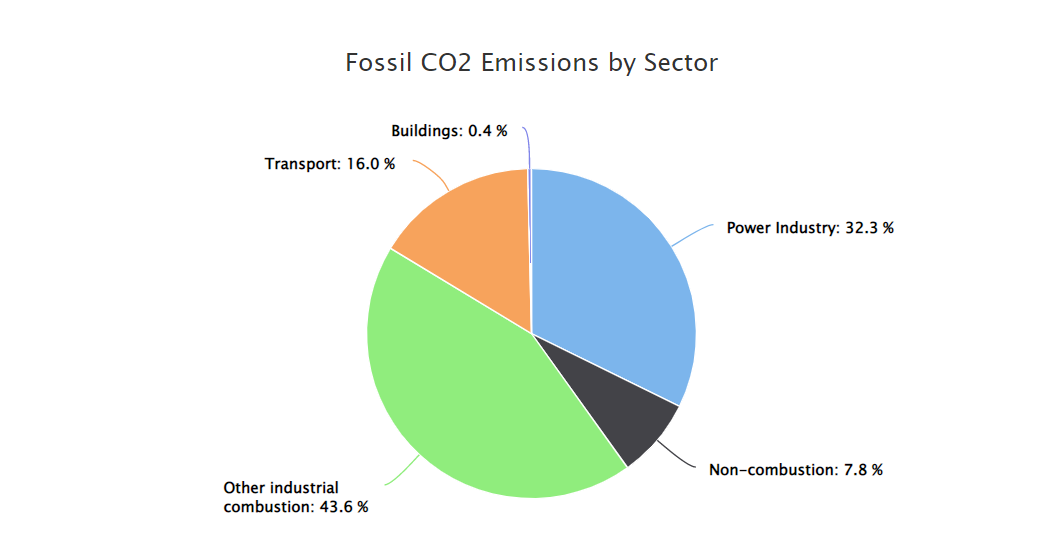 Fossil CO2 Emissions by Sector
Buildings: 0.4 %
Transport: 16.0 %
Power Industry: 32.3 %
Non-combustion: 7.8 %
Other industrial
combustion: 43.6 %